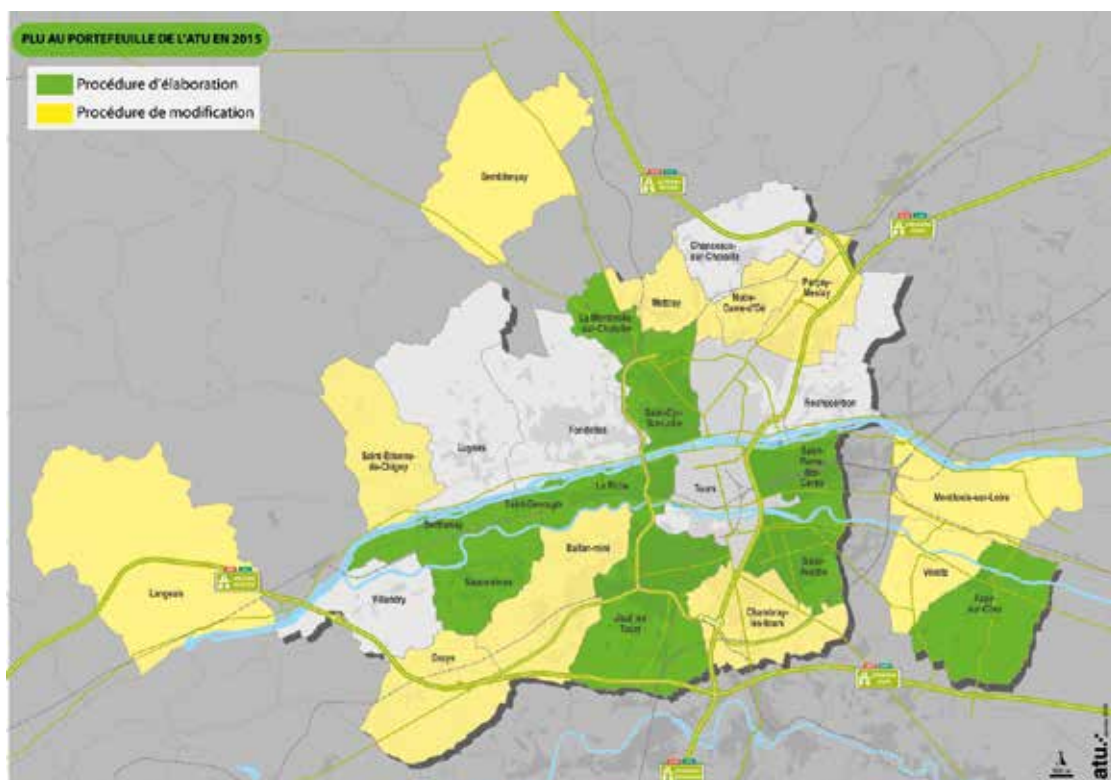 PLU AU PORTEFEUILLE DE L'ATU EN 2015
Procédure d'élaboration
Procédure de modification
Semblançay
Chanceaux-
sur-Choisille
Parçay-
Meslay
Notre-
Dame-d'Oé
Mettray
La Membrolle
sur-Choisille
Rochecorbon
Saint-Cyr-
Sur-Loire
Fondettes
Luynes
Saint-Etienne-
de-Chigny
Saint-
Pierre-
des-Corps
La Riche
Tours
Saint-Genouph
Montlouis-sur-Loire
Berthenay
Ballan-miré
Saint-
Avertin
Véretz
Savonnières
Villandry
Langeais
Azay-
sur-Cher
Chambray-
les-tours
Joué les
Tours
Druye
atu